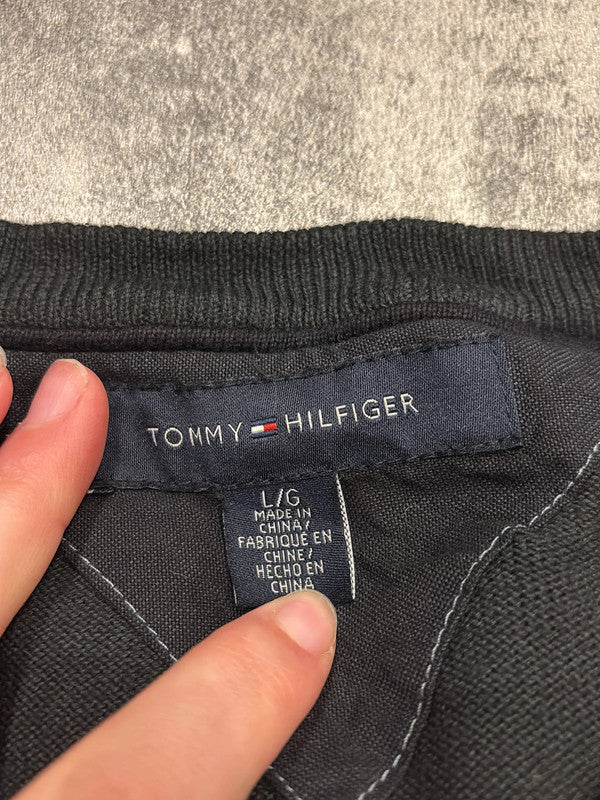 TOMMY HILFIGER
L/G
MADE IN
CHINA/
FABRIQUÉ EN
CHINE/
HECHO EN
CHINA